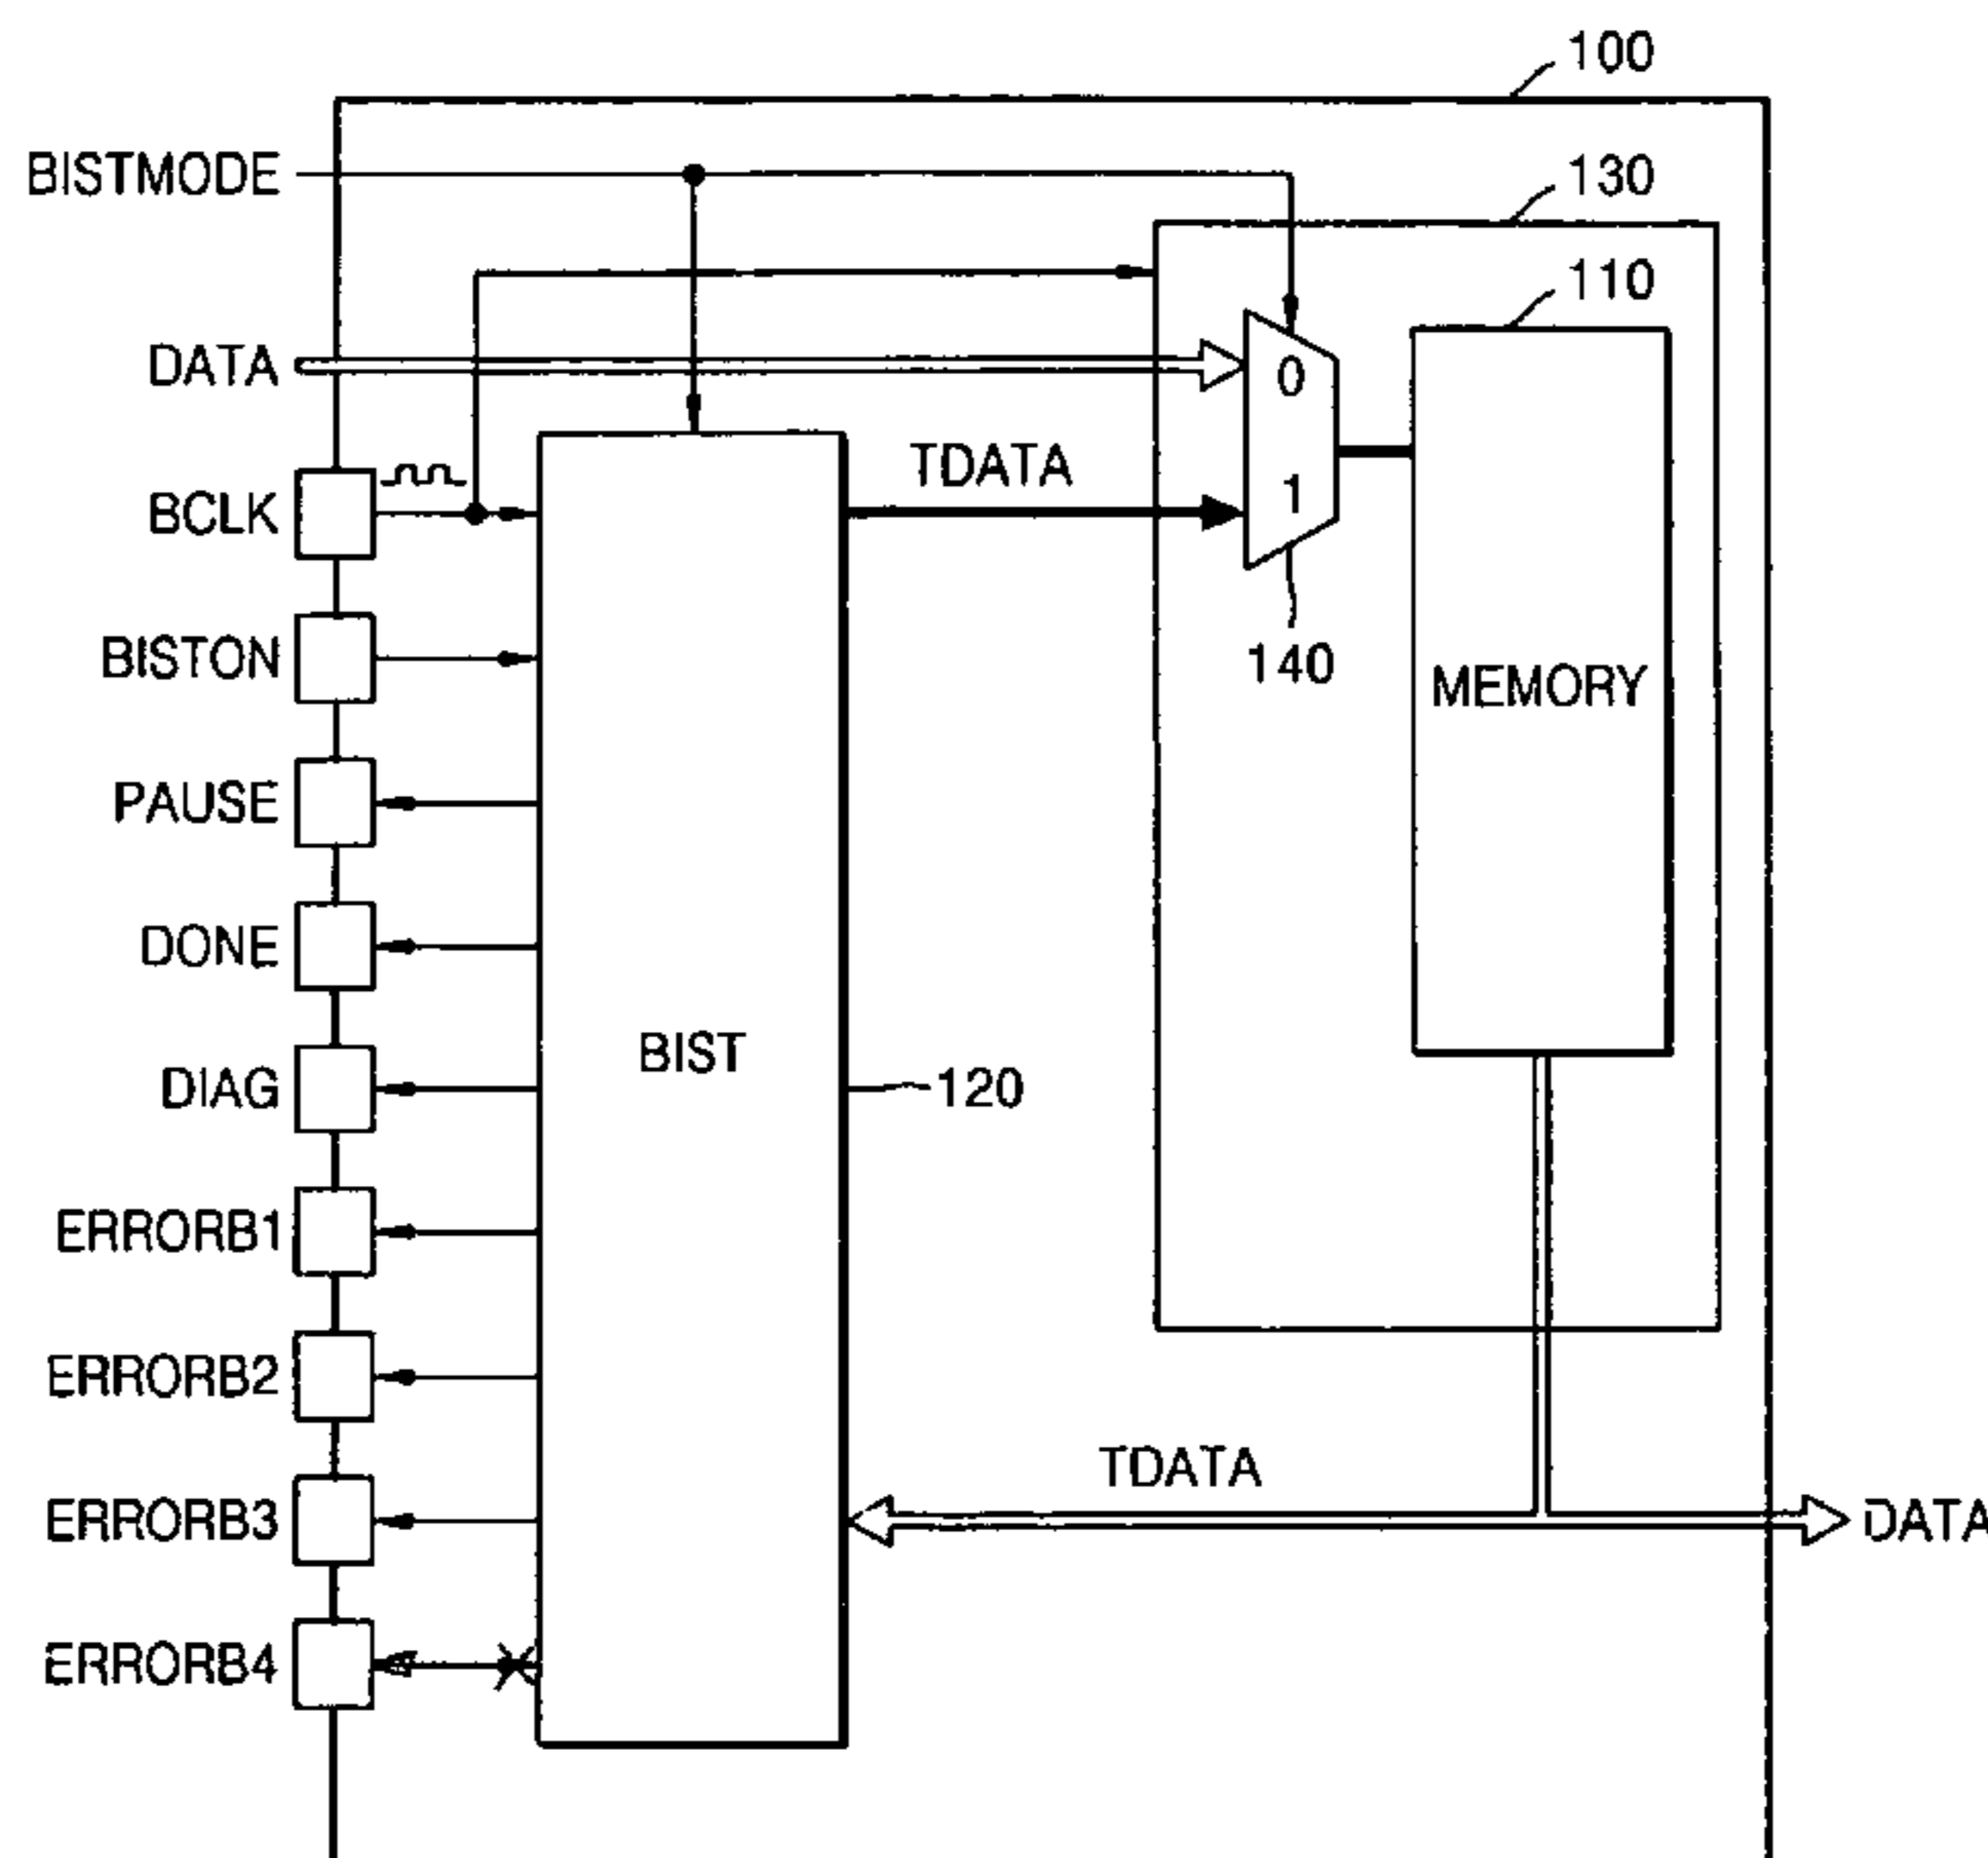 100
BISTMODE
130
110
DATA
0
TDATA
1
BCLK
BISTON
140
MEMORY
PAUSE
DONE
BIST
DIAG
120
ERRORB1
ERRORB2
TDATA
ERRORB3
DATA
ERRORB4